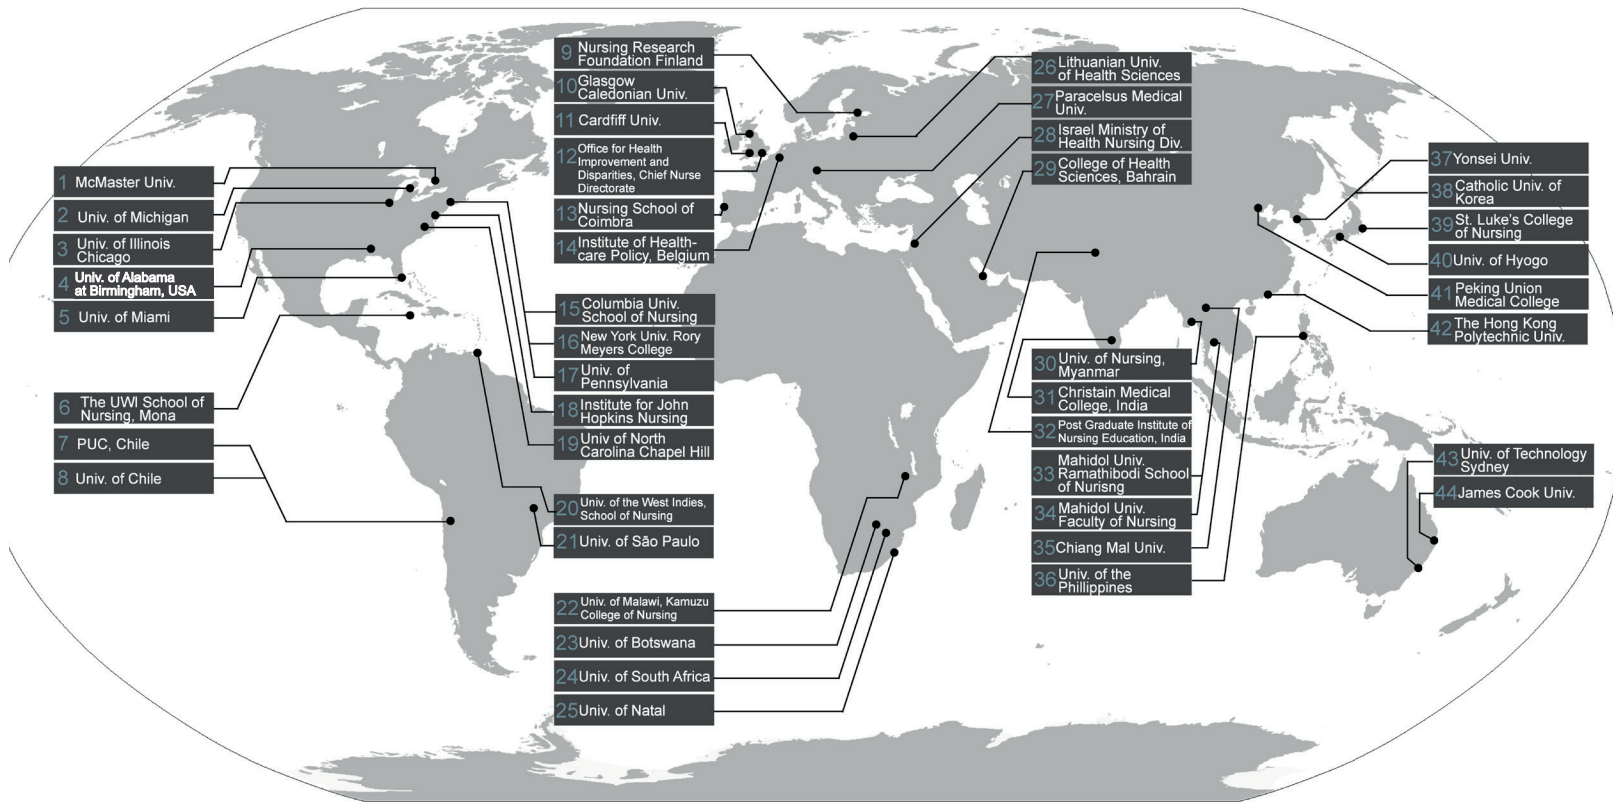 1 McMaster Univ.
2 Univ. of Michigan
3 Univ. of Illinois
Chicago
4 Univ. of Alabama
at Birmingham, USA
5 Univ. of Miami
6 The UWI School of
Nursing, Mona
7 PUC, Chile
8 Univ. of Chile
9 Nursing Research
Foundation Finland
10 Glasgow
Caledonian Univ.
11 Cardfiff Univ.
12 Office for Health
Improvement and
Disparities, Chief Nurse
Directorate
13 Nursing School of
Coimbra
14 Institute of Health-
care Policy, Belgium
15 Columbia Univ.
School of Nursing
16 New York Univ. Rory
Meyers College
17 Univ. of
Pennsylvania
18 Institute for John
Hopkins Nursing
19 Univ of North
Carolina Chapel Hill
20 Univ. of the West Indies,
School of Nursing
21 Univ. of São Paulo
22 Univ. of Malawi, Kamuzu
College of Nursing
23 Univ. of Botswana
24 Univ. of South Africa
25 Univ. of Natal
26 Lithuanian Univ.
of Health Sciences
27 Paracelsus Medical
Univ.
28 Israel Ministry of
Health Nursing Div.
29 College of Health
Sciences, Bahrain
30 Univ. of Nursing,
Myanmar
31 Christain Medical
College, India
32 Post Graduate Institute of
Nursing Education, India
33 Mahidol Univ.
Ramathibodi School
of Nurisng
34 Mahidol Univ.
Faculty of Nursing
35 Chiang Mal Univ.
36 Univ. of the
Phillippines
37 Yonsei Univ.
38 Catholic Univ. of
Korea
39 St. Luke's College
of Nursing
40 Univ. of Hyogo
41 Peking Union
Medical College
42 The Hong Kong
Polytechnic Univ.
43 Univ. of Technology
Sydney
44 James Cook Univ.